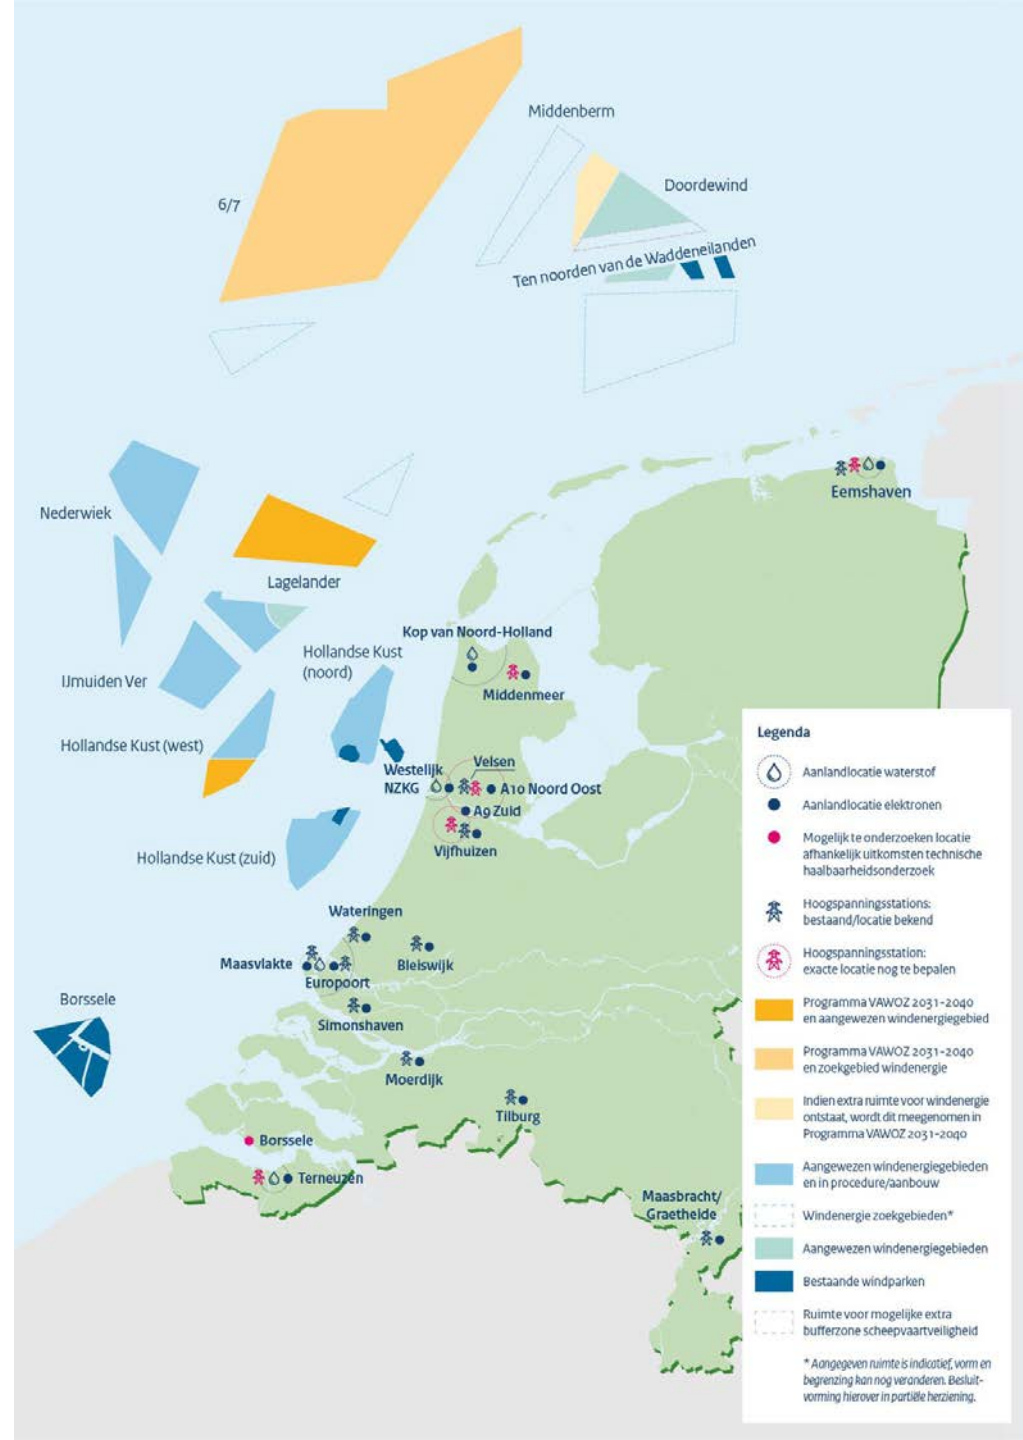 Middenberm
Doordewind
6/7
Ten noorden van de Waddeneilanden
Eemshaven
Nederwiek
Lagelander
Kop van Noord-Holland
Hollandse Kust
(noord)
IJmuiden Ver
Middenmeer
Hollandse Kust (west)
Westelijk
NZKG
Velsen
A10 Noord Oost
A9 Zuid
Vijfhuizen
Hollandse Kust (zuid)
Wateringen
Maasvlakte
Bleiswijk
Europoort
Borssele
Simonshaven
Moerdijk
Tilburg
Borssele
Terneuzen
Maasbracht/
Graetheide
Legenda
Aanlandlocatie waterstof
Aanlandlocatie elektronen
Mogelijk te onderzoeken locatie
afhankelijk uitkomsten technische
haalbaarheidsonderzoek
Hoogspanningsstations:
bestaand/locatie bekend
Hoogspanningsstation:
exacte locatie nog te bepalen
Programma VAWOZ 2031-2040
en aangewezen windenergiegebied
Programma VAWOZ 2031-2040
en zoekgebied windenergie
Indien extra ruimte voor windenergie
ontstaat, wordt dit meegenomen in
Programma VAWOZ 2031-2040
Aangewezen windenergiegebieden
en in procedure/aanbouw
Windenergie zoekgebieden*
Aangewezen windenergiegebieden
Bestaande windparken
Ruimte voor mogelijke extra
bufferzone scheepvaartveiligheid
* Aangegeven ruimte is indicatief, vorm en
begrenzing kan nog veranderen. Besluit-
vorming hierover in partiële herziening.